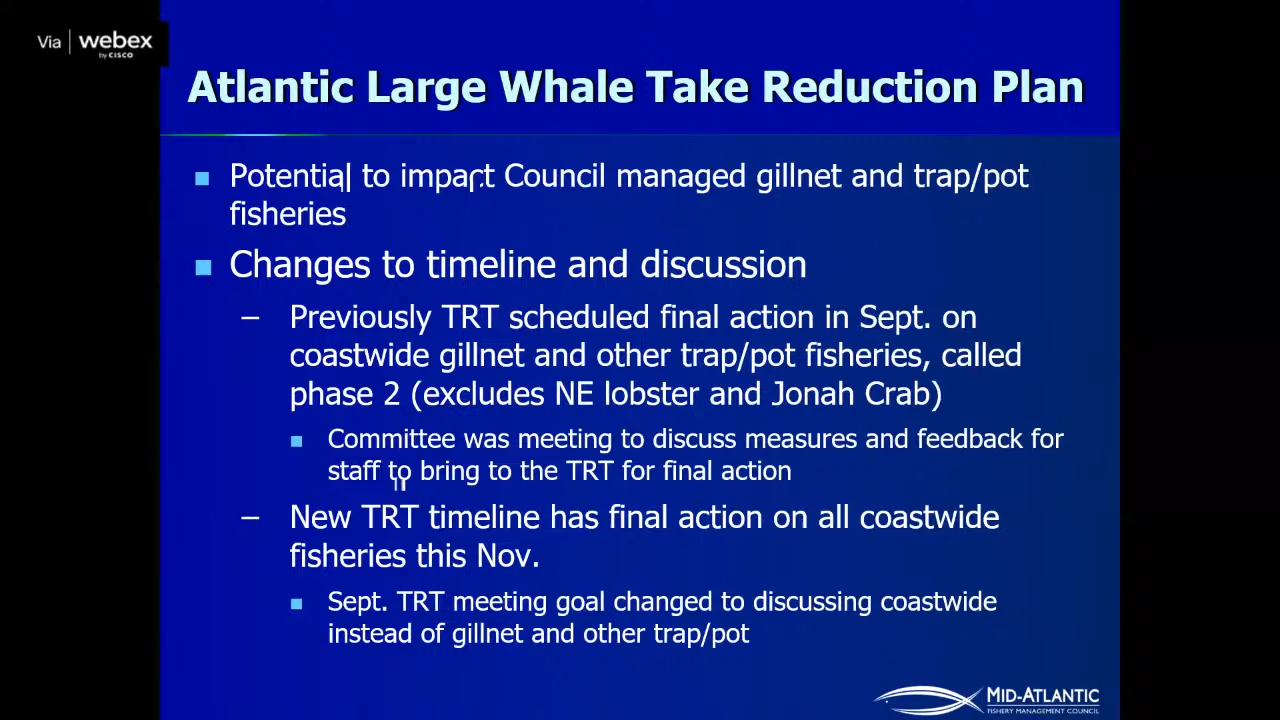 Via webex
by CISCO
Atlantic Large Whale Take Reduction Plan
Potential to impact Council managed gillnet and trap/pot
fisheries
Changes to timeline and discussion
– Previously TRT scheduled final action in Sept. on
coastwide gillnet and other trap/pot fisheries, called
phase 2 (excludes NE lobster and Jonah Crab)
Committee was meeting to discuss measures and feedback for
staff to bring to the TRT for final action
– New TRT timeline has final action on all coastwide
fisheries this Nov.
Sept. TRT meeting goal changed to discussing coastwide
instead of gillnet and other trap/pot
MID-ATLANTIC
FISHERY MANAGEMENT COUNCIL